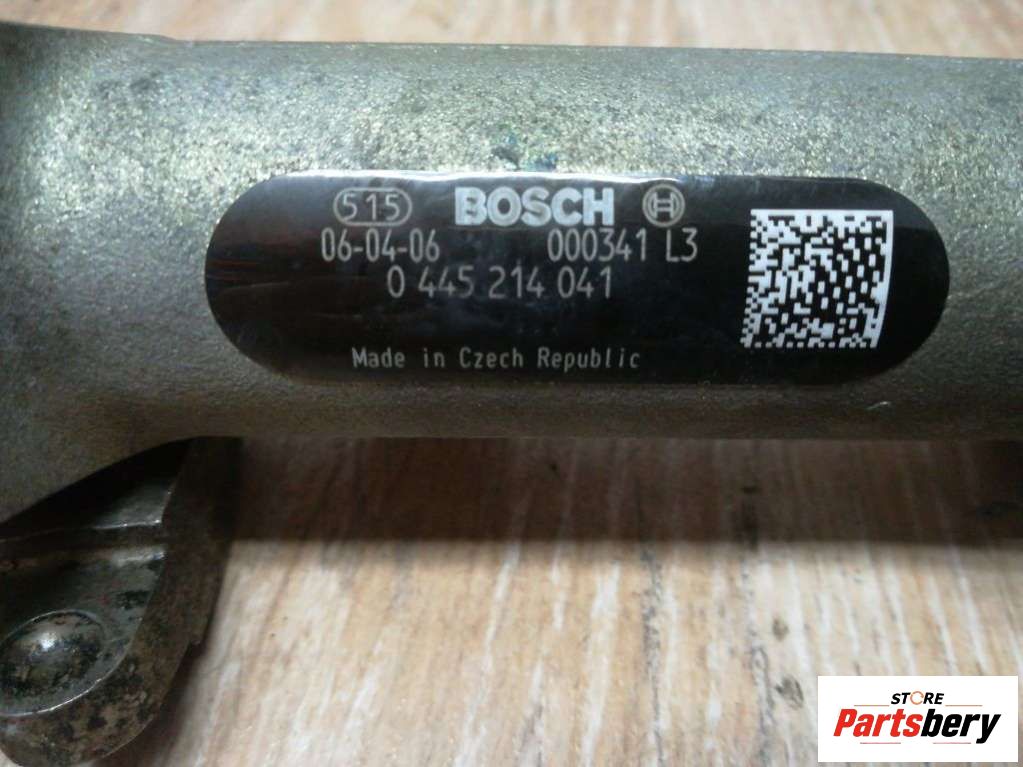 515 BOSCH
06-04-06 000341 L3
0 445 214 041
Made in Czech Republic
STORE
Partsbery